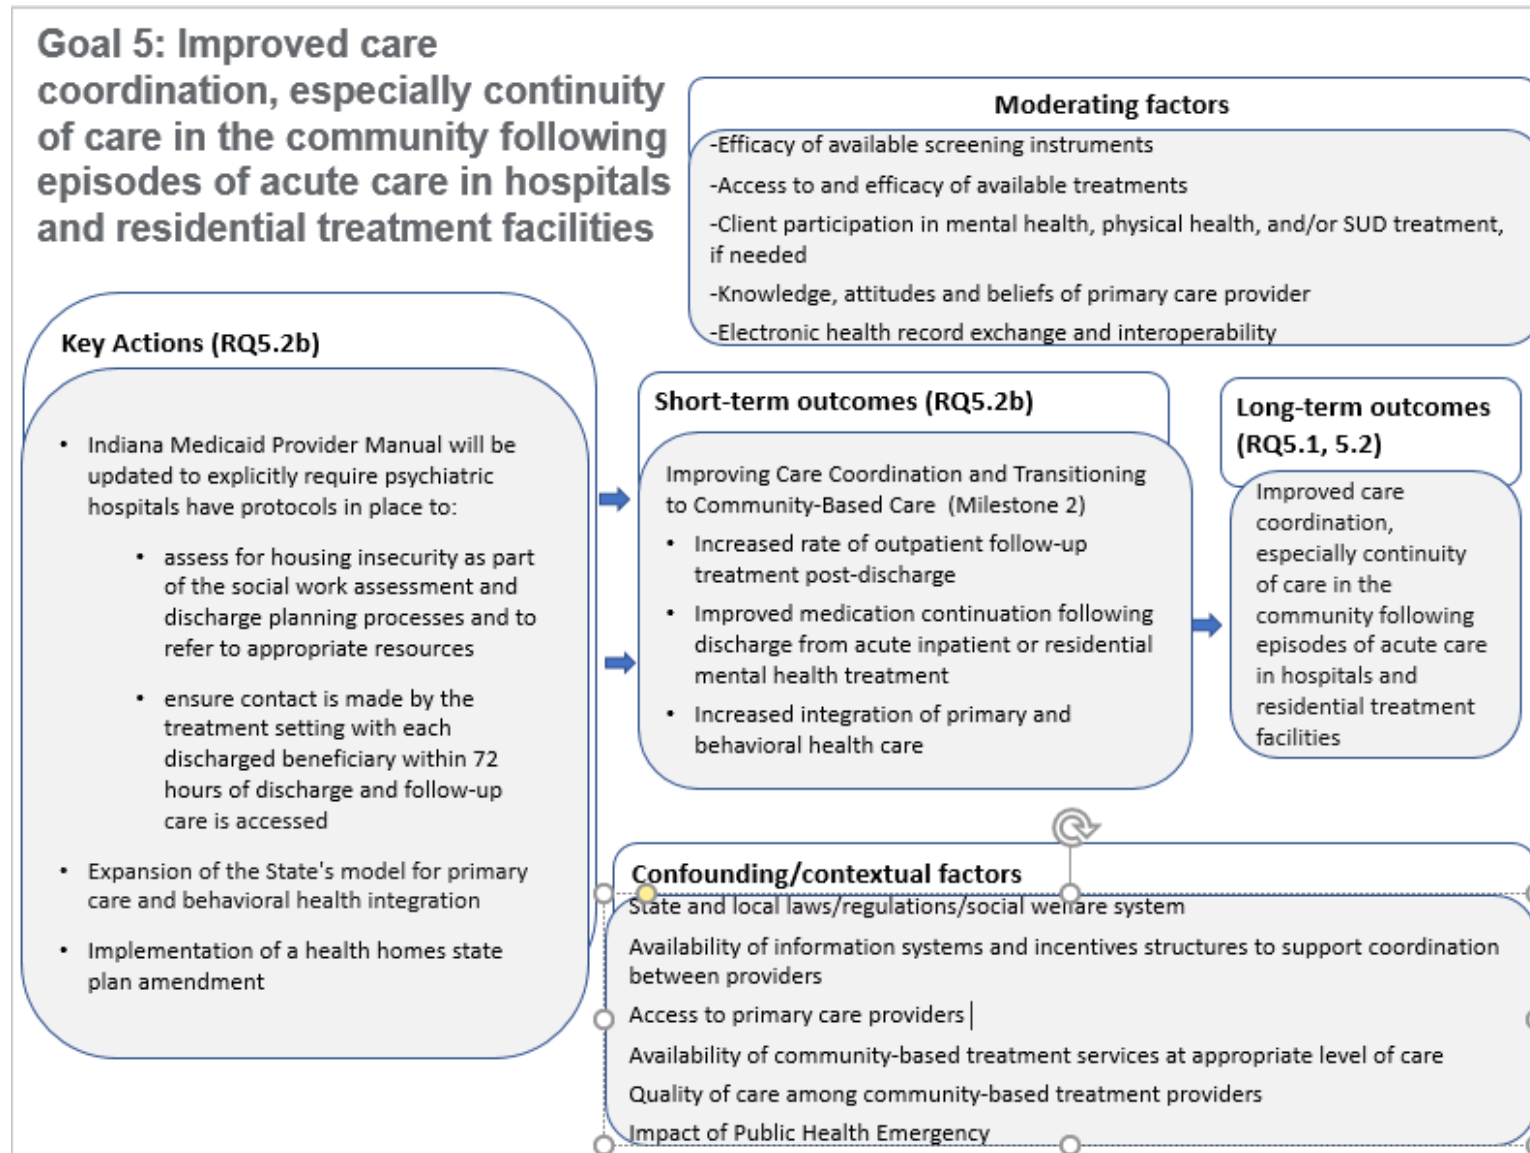 Goal 5: Improved care
coordination, especially continuity
of care in the community following
episodes of acute care in hospitals
and residential treatment facilities
Moderating factors
-Efficacy of available screening instruments
-Access to and efficacy of available treatments
-Client participation in mental health, physical health, and/or SUD treatment,
if needed
-Knowledge, attitudes and beliefs of primary care provider
-Electronic health record exchange and interoperability
Key Actions (RQ5.2b)
• Indiana Medicaid Provider Manual will be
updated to explicitly require psychiatric
hospitals have protocols in place to:
• assess for housing insecurity as part
of the social work assessment and
discharge planning processes and to
refer to appropriate resources
• ensure contact is made by the
treatment setting with each
discharged beneficiary within 72
hours of discharge and follow-up
care is accessed
• Expansion of the State's model for primary
care and behavioral health integration
• Implementation of a health homes state
plan amendment
Short-term outcomes (RQ5.2b)
Improving Care Coordination and Transitioning
to Community-Based Care (Milestone 2)
• Increased rate of outpatient follow-up
treatment post-discharge
• Improved medication continuation following
discharge from acute inpatient or residential
mental health treatment
• Increased integration of primary and
behavioral health care
Long-term outcomes
(RQ5.1, 5.2)
Improved care
coordination,
especially continuity
of care in the
community following
episodes of acute care
in hospitals and
residential treatment
facilities
Confounding/contextual factors
State and local laws/regulations/social welfare system
Availability of information systems and incentives structures to support coordination
between providers
Access to primary care providers
Availability of community-based treatment services at appropriate level of care
Quality of care among community-based treatment providers
Impact of Public Health Emergency